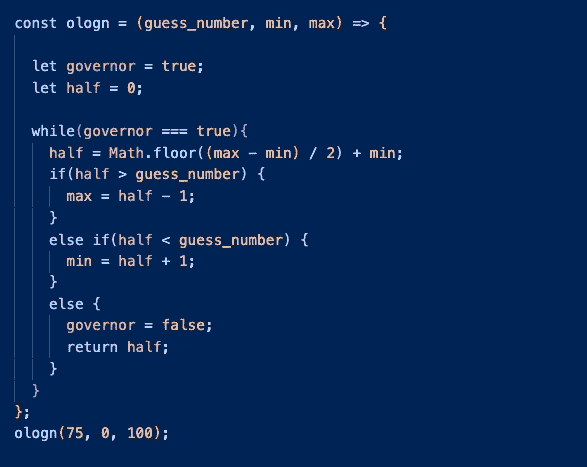 const ologn = (guess_number, min, max) => {
let governor = true;
let half = 0;
while(governor === true){
half = Math.floor((max - min) / 2) + min;
if(half > guess_number) {
max = half - 1;
}
else if(half < guess_number) {
min = half + 1;
}
else {
governor = false;
return half;
}
}
};
ologn(75, 0, 100);